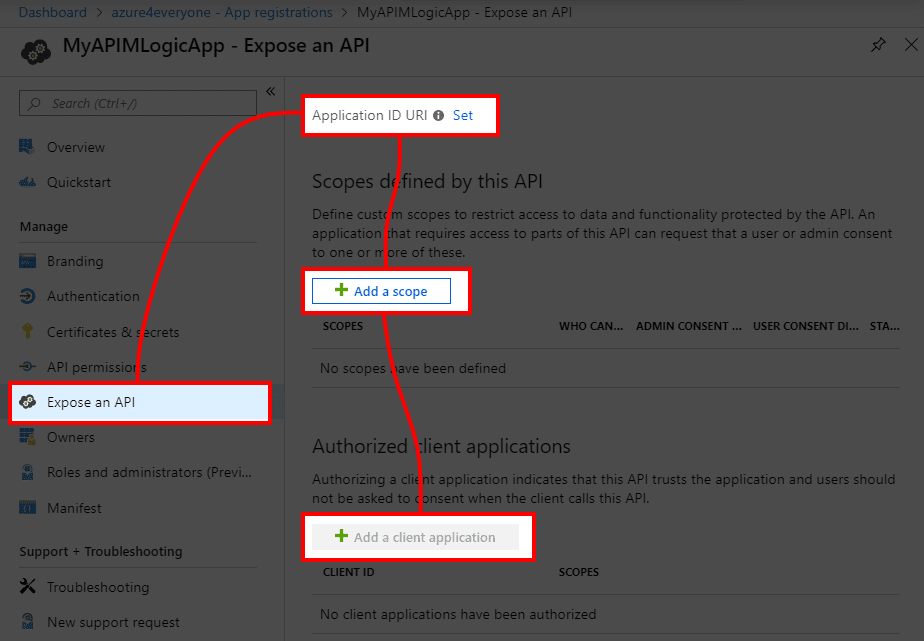 Dashboard > azure4everyone - App registrations > MyAPIMLogicApp - Expose an API
MyAPIMLogicApp - Expose an API
Search (Ctrl+/)
Overview
Quickstart
Manage
Branding
Authentication
Certificates & secrets
API permissions
Expose an API
Owners
Roles and administrators (Previ...
Manifest
Support + Troubleshooting
Troubleshooting
New support request
Application ID URI Set
Scopes defined by this API
Define custom scopes to restrict access to data and functionality protected by the API. An
application that requires access to parts of this API can request that a user or admin consent
to one or more of these.
Add a scope
SCOPES WHO CAN... ADMIN CONSENT ... USER CONSENT DI... STA...
No scopes have been defined
Authorized client applications
Authorizing a client application indicates that this API trusts the application and users should
not be asked to consent when the client calls this API.
Add a client application
CLIENT ID SCOPES
No client applications have been authorized